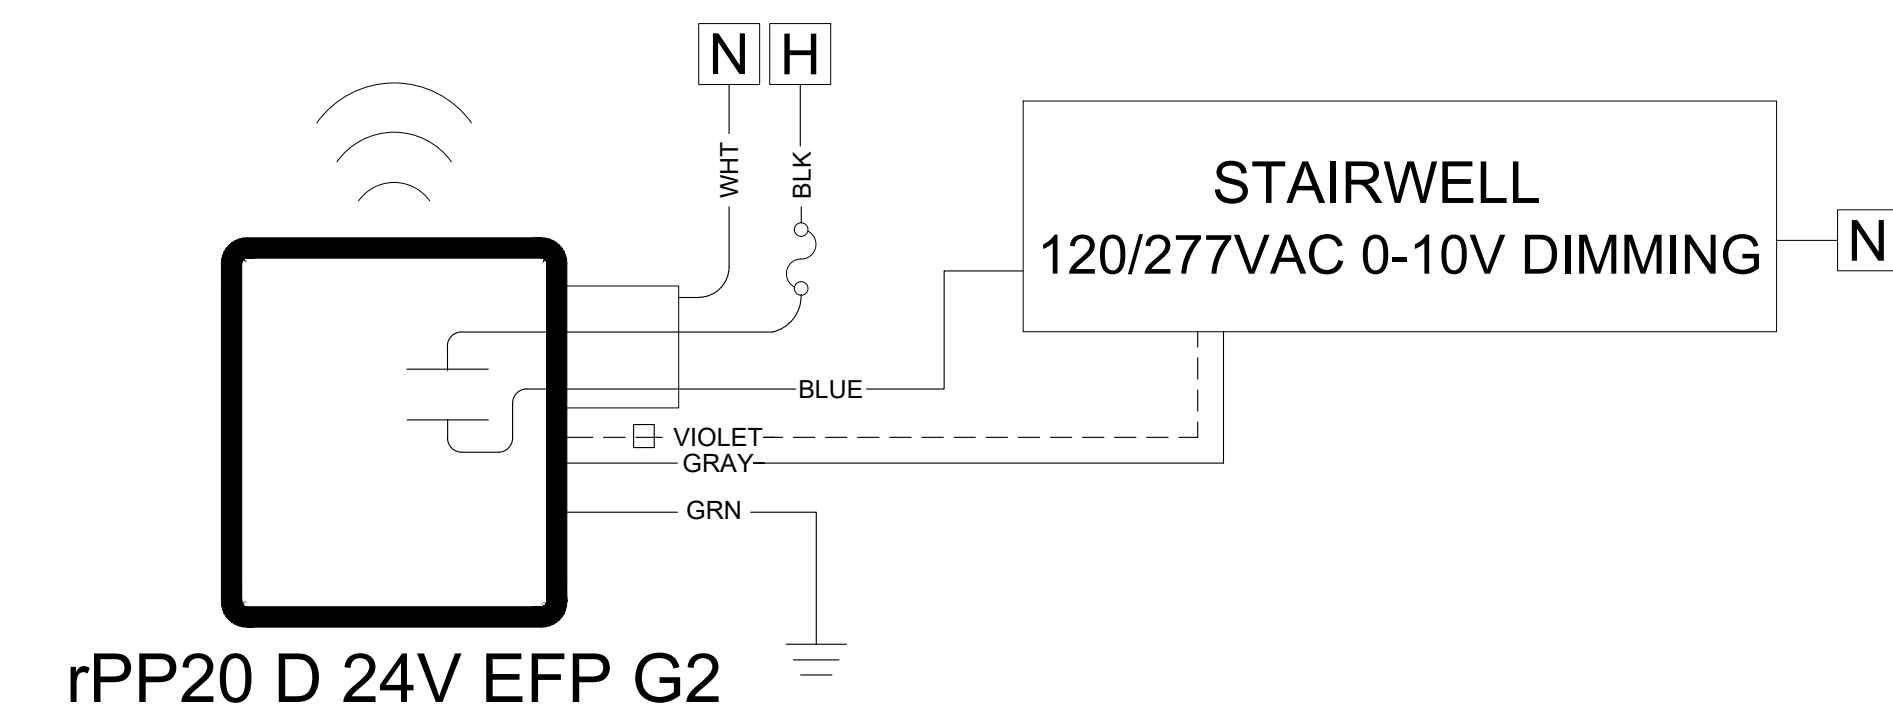 N H
WHT
BLK
STAIRWELL
120/277VAC 0-10V DIMMING
N
BLUE
VIOLET
GRAY
GRN
rPP20 D 24V EFP G2